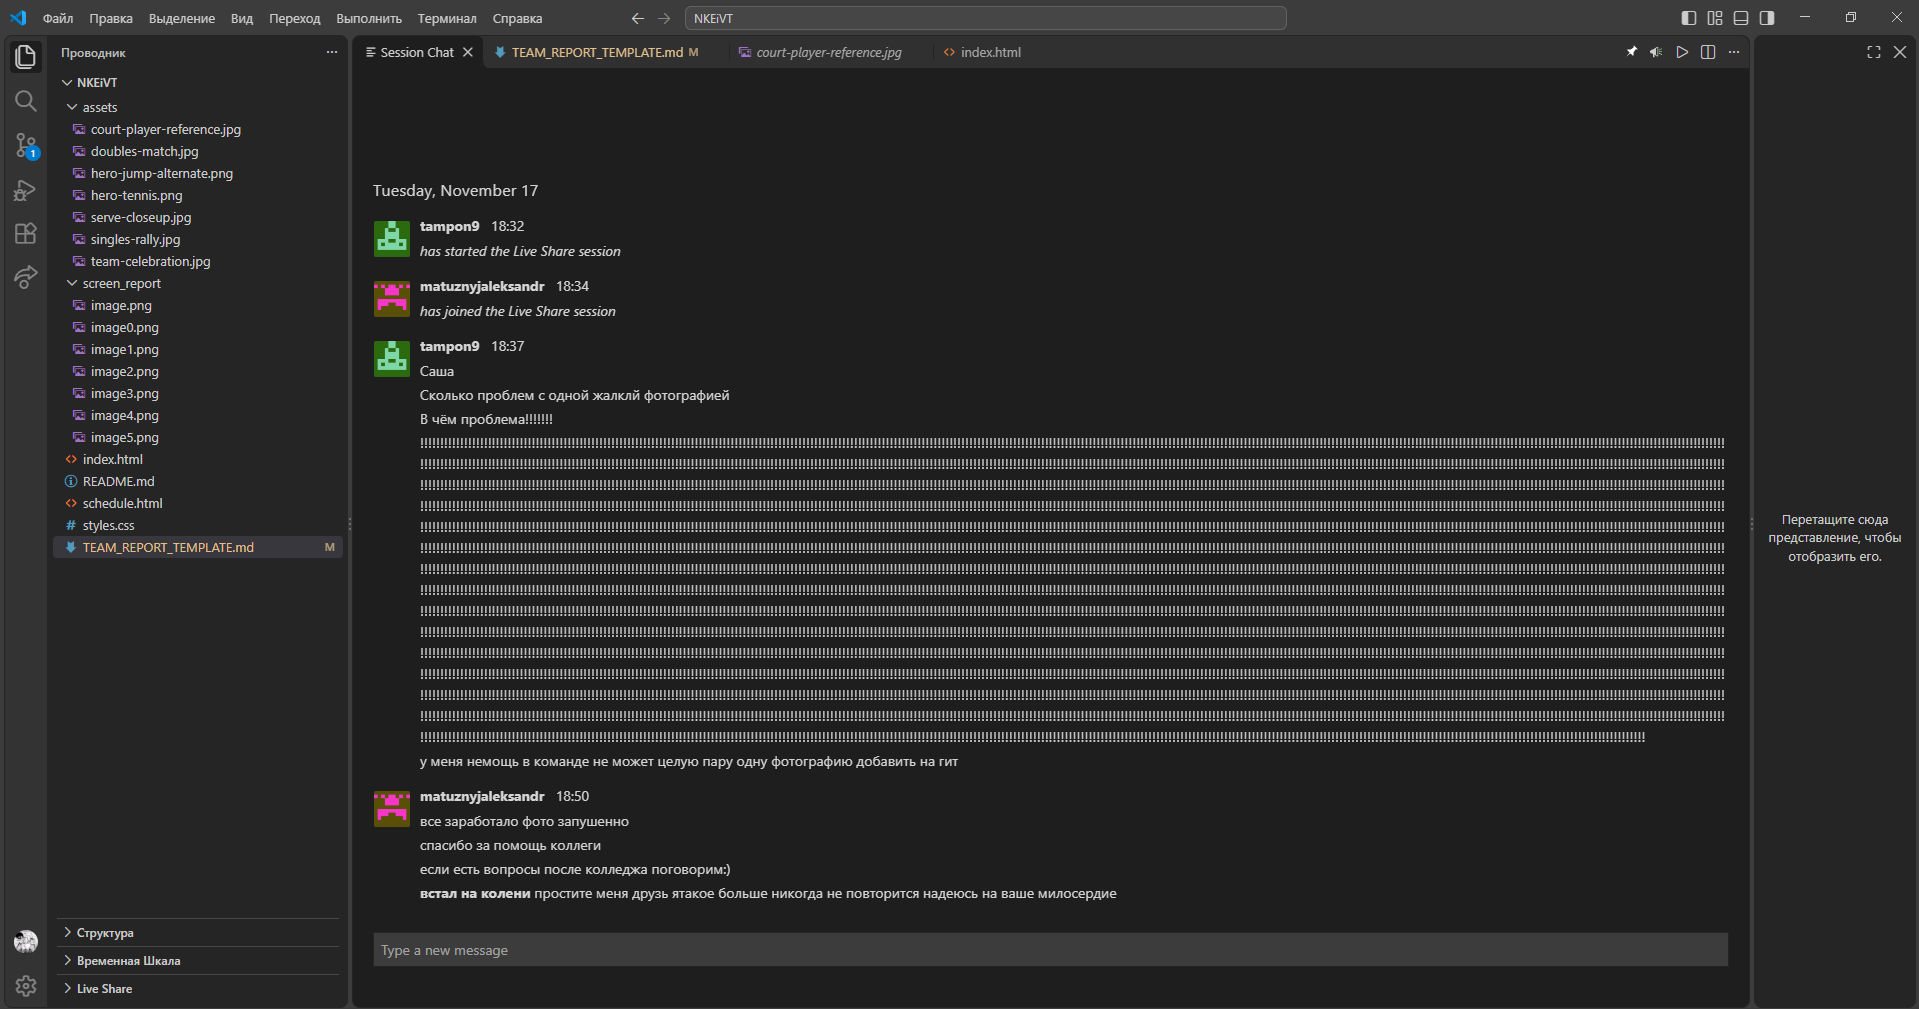 Файл Правка Выделение Вид Переход Выполнить Терминал Справка
NKEiVT
Проводник
Session Chat
TEAM_REPORT_TEMPLATE.md M
court-player-reference.jpg
index.html
NKEiVT
assets
court-player-reference.jpg
doubles-match.jpg
hero-jump-alternate.png
hero-tennis.png
serve-closeup.jpg
singles-rally.jpg
team-celebration.jpg
screen_report
image.png
image0.png
image1.png
image2.png
image3.png
image4.png
image5.png
index.html
README.md
schedule.html
styles.css
TEAM_REPORT_TEMPLATE.md M
1
Структура
Временная Шкала
Live Share
Tuesday, November 17
tampon9 18:32
has started the Live Share session
matuznyjaleksandr 18:34
has joined the Live Share session
tampon9 18:37
Саша
Сколько проблем с одной жалклй фотографией
В чём проблема!!!!!!!
у меня немощь в команде не может целую пару одну фотографию добавить на гит
matuznyjaleksandr 18:50
все заработало фото запушенно
спасибо за помощь коллеги
если есть вопросы после колледжа поговорим:)
встал на колени простите меня друзь ятакое больше никогда не повторится надеюсь на ваше милосердие
Type a new message
Перетащите сюда
представление, чтобы
отобразить его.